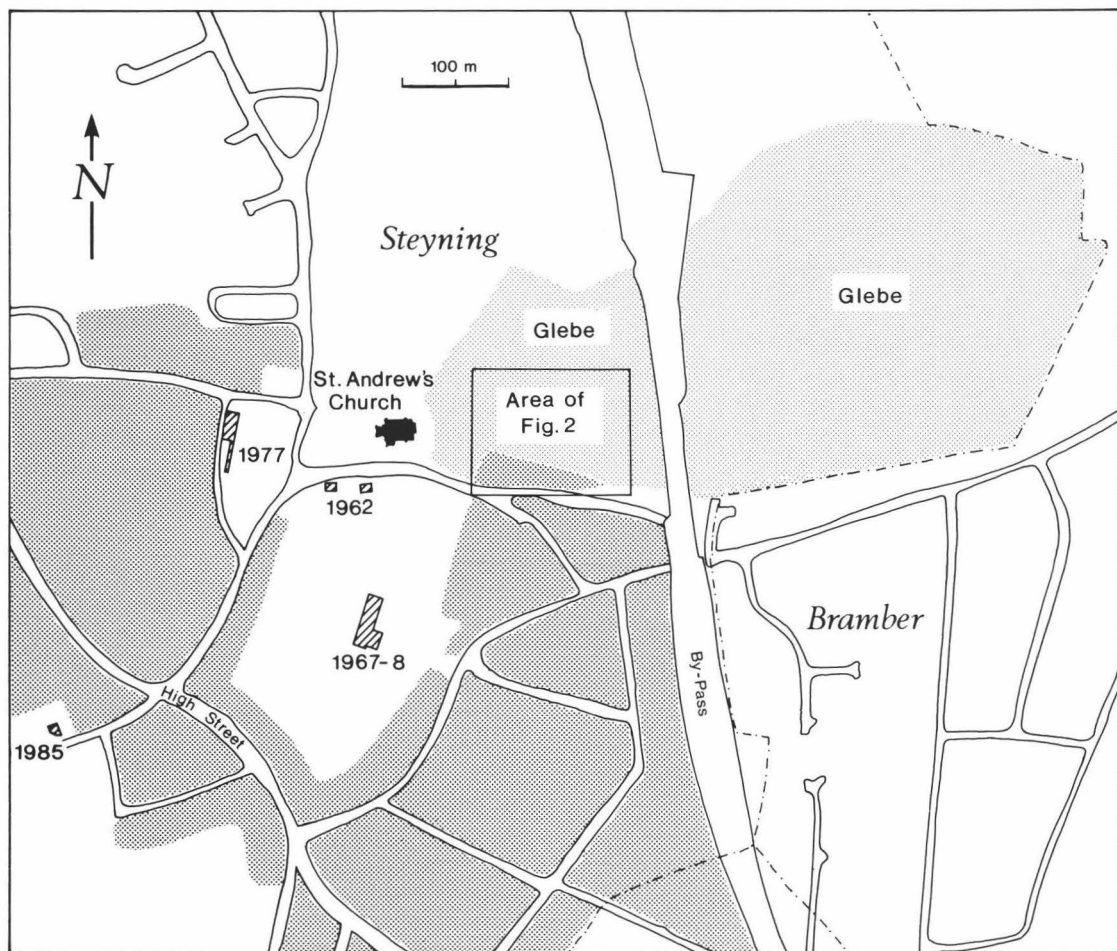 100 m
N
Steyning
Glebe
Glebe
St. Andrew's
Church
Area of
Fig. 2
1977
1962
1967-8
Bramber
By-Pass
High Street
1985